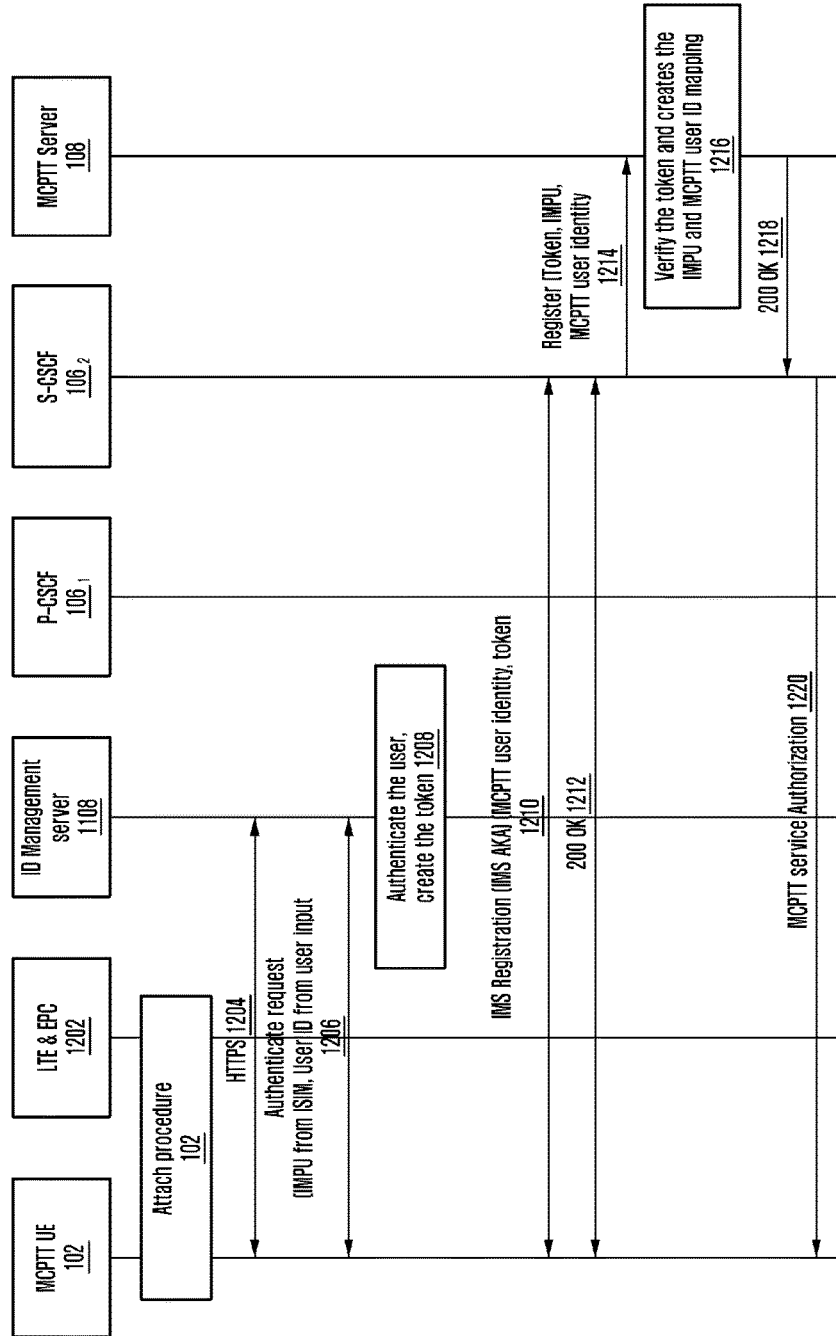 MCPTT UE
102
LTE & EPC
1202
ID Management
server
1108
P-CSCF
106_1
S-CSCF
106_2
MCPTT Server
108
Attach procedure
102
HTTPS 1204
Authenticate request
(IMPU from ISIM, User ID from user input
1206
Authenticate the user,
create the token 1208
IMS Registration (IMS AKA) (MCPTT user identity, token
1210
200 OK 1212
Register (Token, IMPU,
MCPTT user identity
1214
Verify the token and creates the
IMPU and MCPTT user ID mapping
1216
200 OK 1218
MCPTT service Authorization 1220